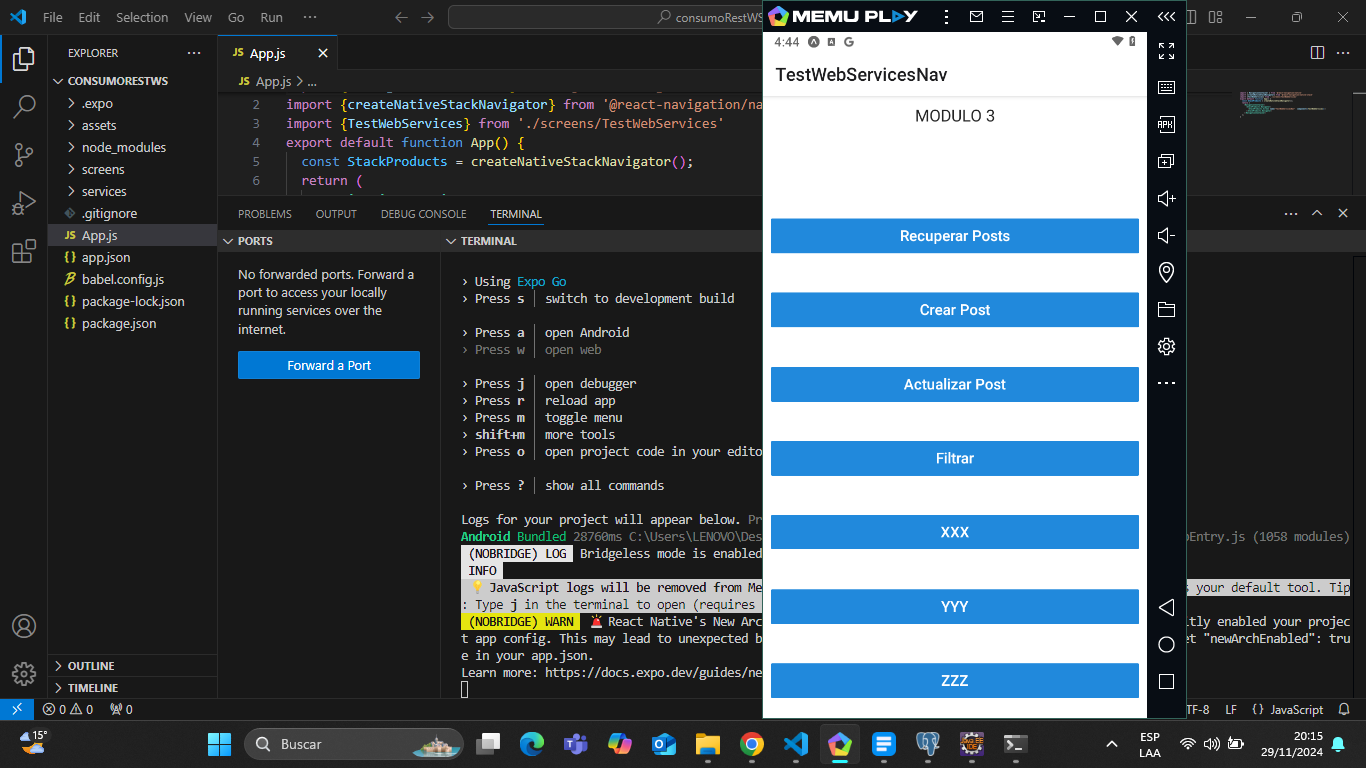 File Edit Selection View Go Run ···
consumoRestWS
EXPLORER
CONSUMORESTWS
.expo
assets
node_modules
screens
services
.gitignore
JS App.js
{} app.json
babel.config.js
{} package-lock.json
{} package.json
OUTLINE
TIMELINE
JS App.js
JS App.js > ...
2 import {createNativeStackNavigator} from '@react-navigation/na
3 import {TestWebServices} from './screens/TestWebServices'
4 export default function App() {
5 const StackProducts = createNativeStackNavigator();
6 return (
PROBLEMS OUTPUT DEBUG CONSOLE TERMINAL
PORTS
No forwarded ports. Forward a
port to access your locally
running services over the
internet.
Forward a Port
TERMINAL
› Using Expo Go
› Press s │ switch to development build
› Press a │ open Android
› Press w │ open web
› Press j │ open debugger
› Press r │ reload app
› Press m │ toggle menu
› shift+m │ more tools
› Press o │ open project code in your edito
› Press ? │ show all commands
Logs for your project will appear below. Pr
Android Bundled 28760ms C:\Users\LENOVO\Des
pEntry.js (1058 modules)
(NOBRIDGE) LOG Bridgeless mode is enabled
INFO
💡 JavaScript logs will be removed from Me
s your default tool. Tip
: Type j in the terminal to open (requires
(NOBRIDGE) WARN 🚨 React Native's New Arc
tly enabled your projec
t app config. This may lead to unexpected b
et "newArchEnabled": tru
e in your app.json.
Learn more: https://docs.expo.dev/guides/ne
MEMU PLAY
4:44
TestWebServicesNav
MODULO 3
Recuperar Posts
Crear Post
Actualizar Post
Filtrar
XXX
YYY
ZZZ
APK
0 0 0
TF-8 LF {} JavaScript
15°
Buscar
ESP
LAA
20:15
29/11/2024